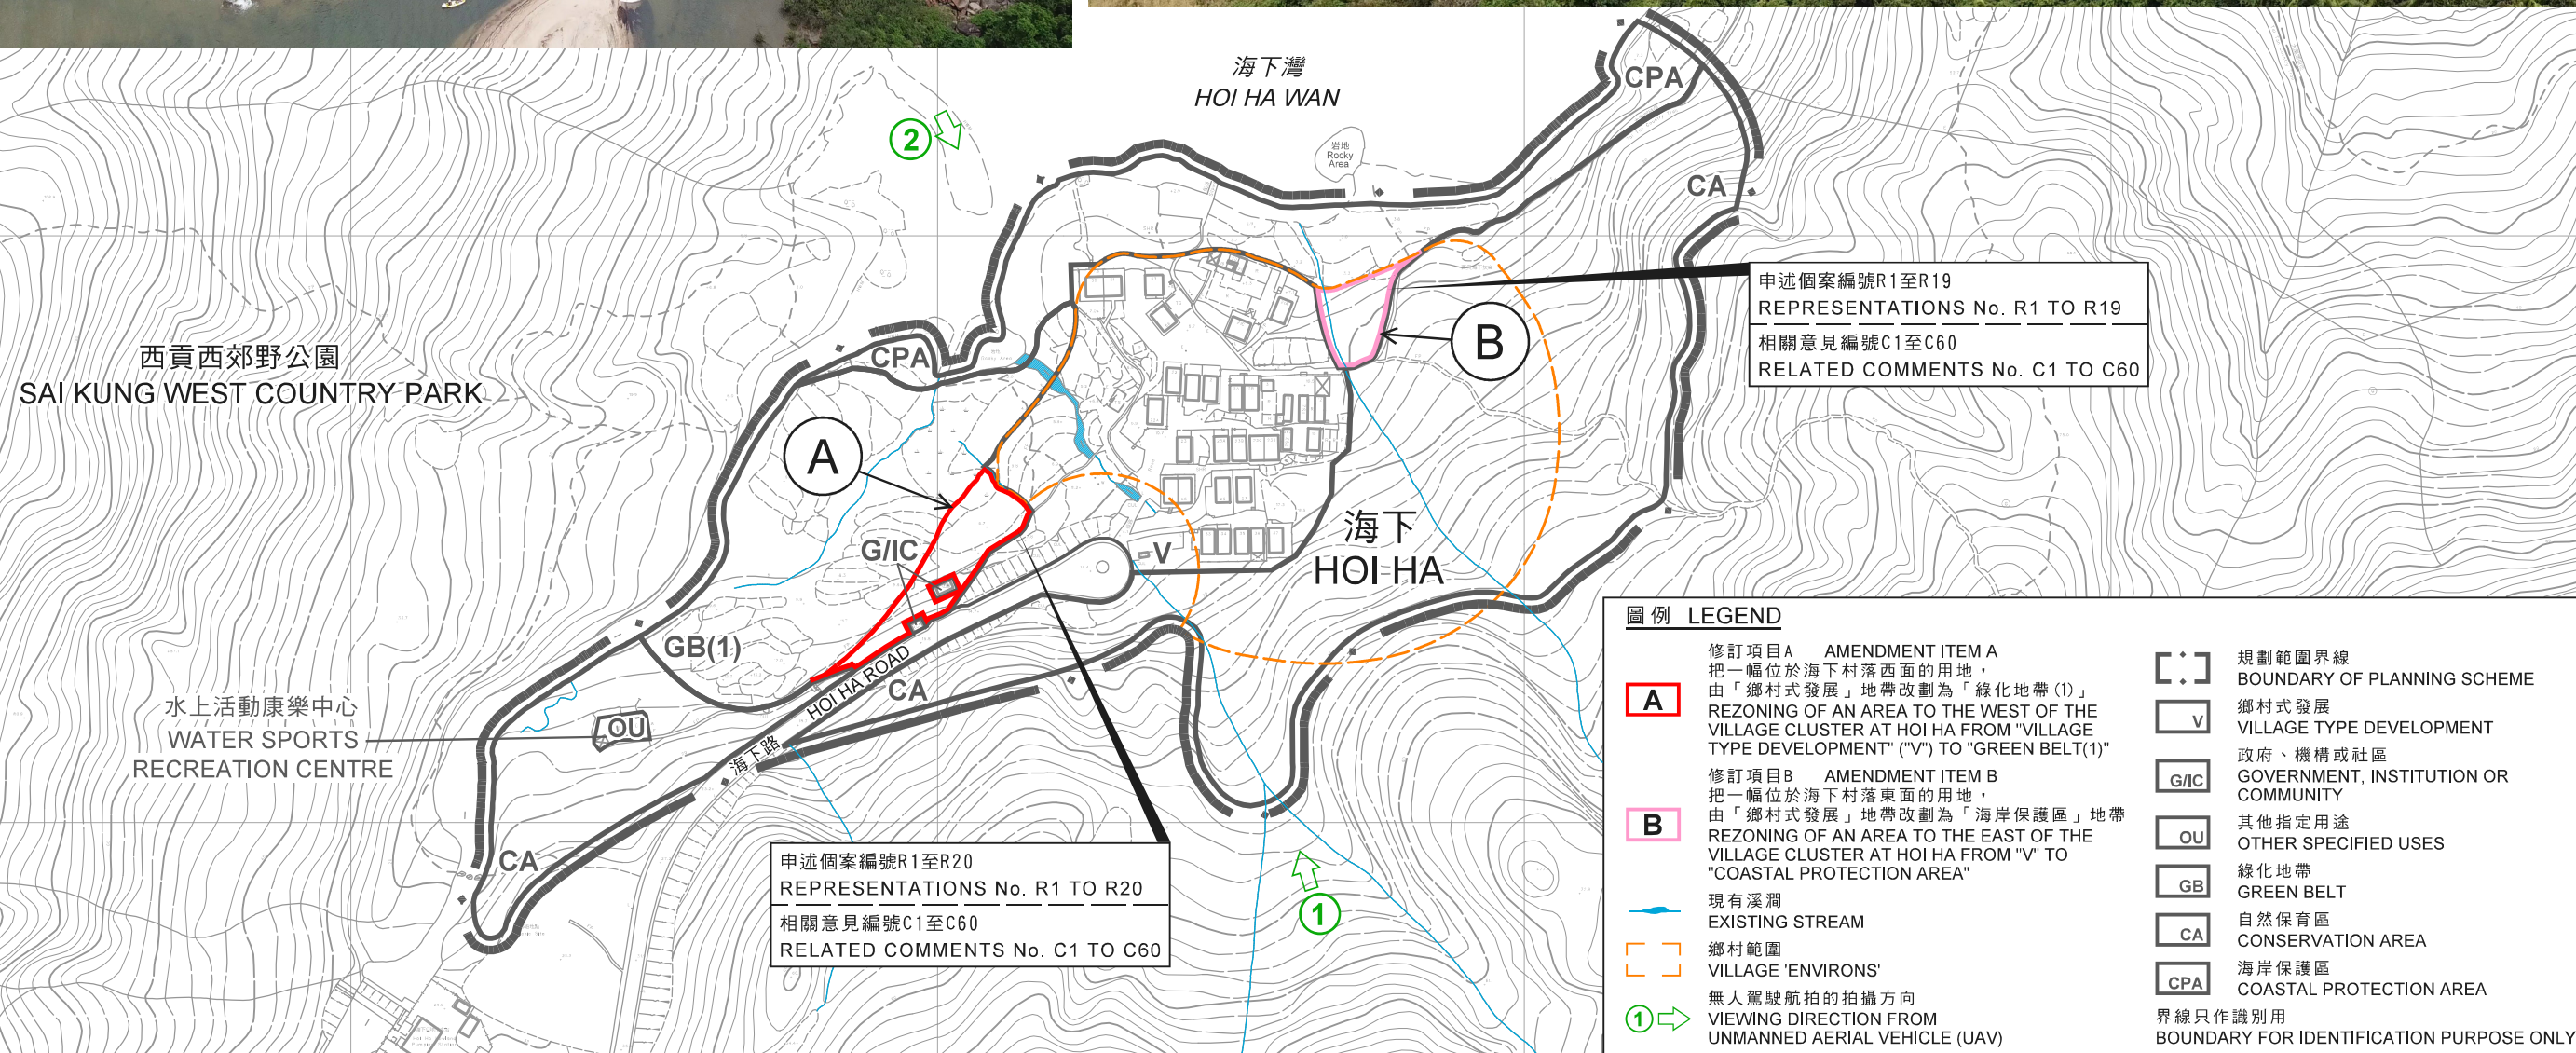 海下灣
HOI HA WAN
CPA
2
岩地
Rocky
Area
CA
申述個案編號R1至R19
REPRESENTATIONS No. R1 TO R19
相關意見編號C1至C60
RELATED COMMENTS No. C1 TO C60
B
西貢西郊野公園
SAI KUNG WEST COUNTRY PARK
CPA
A
G/IC
V
海下
HOI HA
GB(1)
HOI HA ROAD
海下路
CA
水上活動康樂中心
WATER SPORTS
RECREATION CENTRE
OU
CA
1
申述個案編號R1至R20
REPRESENTATIONS No. R1 TO R20
相關意見編號C1至C60
RELATED COMMENTS No. C1 TO C60
圖例 LEGEND
A
修訂項目A AMENDMENT ITEM A
把一幅位於海下村落西面的用地，
由「鄉村式發展」地帶改劃為「綠化地帶(1)」
REZONING OF AN AREA TO THE WEST OF THE
VILLAGE CLUSTER AT HOI HA FROM "VILLAGE
TYPE DEVELOPMENT" ("V") TO "GREEN BELT(1)"
B
修訂項目B AMENDMENT ITEM B
把一幅位於海下村落東面的用地，
由「鄉村式發展」地帶改劃為「海岸保護區」地帶
REZONING OF AN AREA TO THE EAST OF THE
VILLAGE CLUSTER AT HOI HA FROM "V" TO
"COASTAL PROTECTION AREA"
現有溪澗
EXISTING STREAM
鄉村範圍
VILLAGE 'ENVIRONS'
1
無人駕駛航拍的拍攝方向
VIEWING DIRECTION FROM
UNMANNED AERIAL VEHICLE (UAV)
規劃範圍界線
BOUNDARY OF PLANNING SCHEME
V
鄉村式發展
VILLAGE TYPE DEVELOPMENT
G/IC
政府、機構或社區
GOVERNMENT, INSTITUTION OR
COMMUNITY
OU
其他指定用途
OTHER SPECIFIED USES
GB
綠化地帶
GREEN BELT
CA
自然保育區
CONSERVATION AREA
CPA
海岸保護區
COASTAL PROTECTION AREA
界線只作識別用
BOUNDARY FOR IDENTIFICATION PURPOSE ONLY